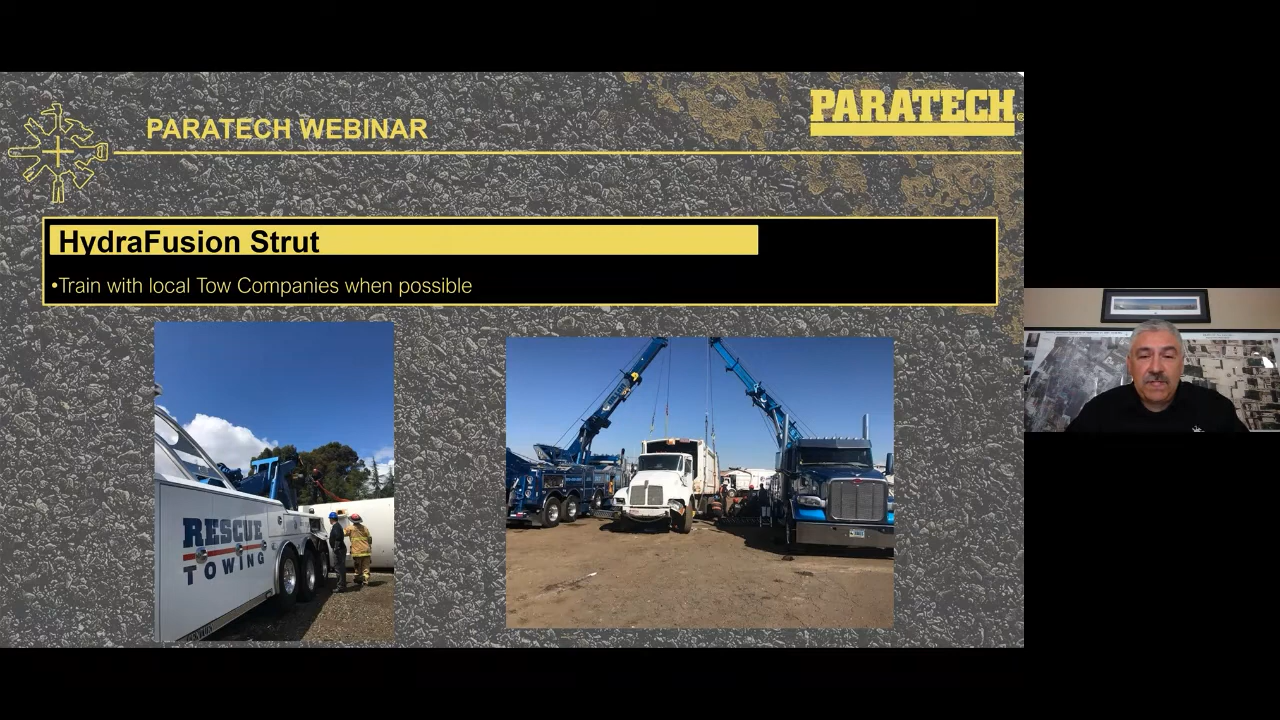 PARATECH WEBINAR
PARATECH
HydraFusion Strut
•Train with local Tow Companies when possible
RESCUE
TOWING